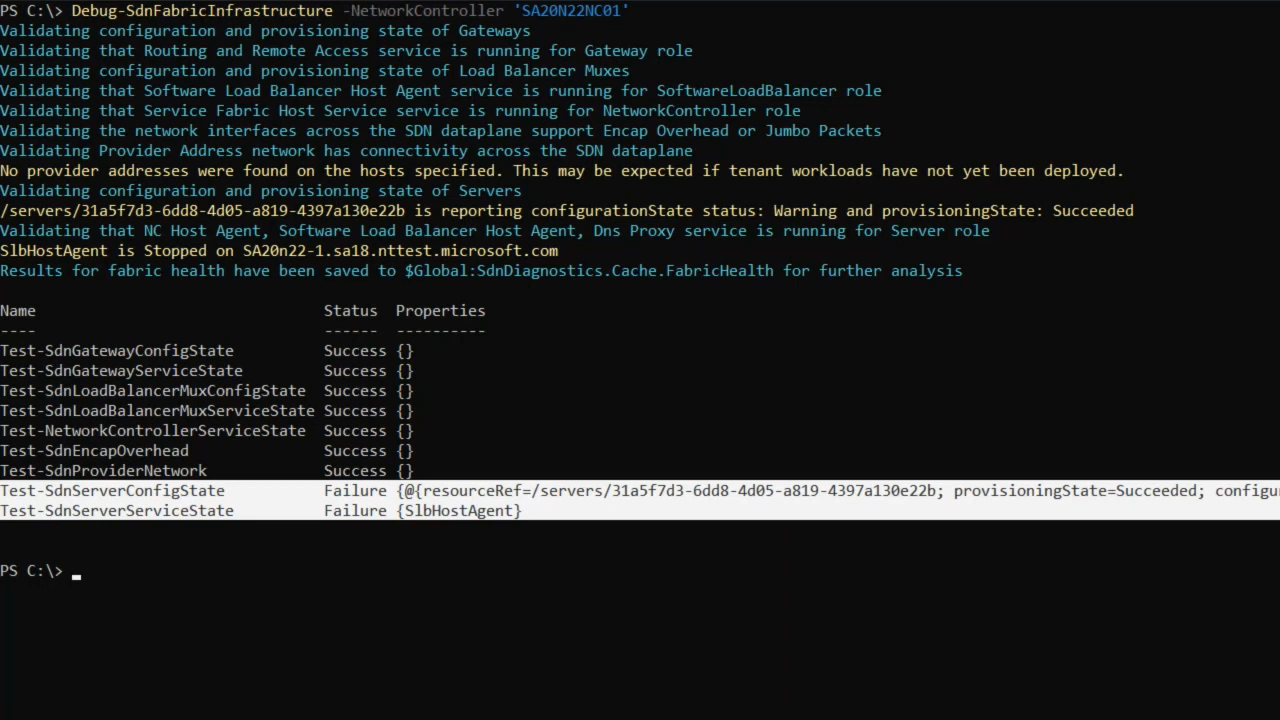 PS C:\> Debug-SdnFabricInfrastructure -NetworkController 'SA20N22NC01'
Validating configuration and provisioning state of Gateways
Validating that Routing and Remote Access service is running for Gateway role
Validating configuration and provisioning state of Load Balancer Muxes
Validating that Software Load Balancer Host Agent service is running for SoftwareLoadBalancer role
Validating that Service Fabric Host Service service is running for NetworkController role
Validating the network interfaces across the SDN dataplane support Encap Overhead or Jumbo Packets
Validating Provider Address network has connectivity across the SDN dataplane
No provider addresses were found on the hosts specified. This may be expected if tenant workloads have not yet been deployed.
Validating configuration and provisioning state of Servers
/servers/31a5f7d3-6dd8-4d05-a819-4397a130e22b is reporting configurationState status: Warning and provisioningState: Succeeded
Validating that NC Host Agent, Software Load Balancer Host Agent, Dns Proxy service is running for Server role
SlbHostAgent is Stopped on SA20n22-1.sa18.nttest.microsoft.com
Results for fabric health have been saved to $Global:SdnDiagnostics.Cache.FabricHealth for further analysis
Name Status Properties
---- ------ ----------
Test-SdnGatewayConfigState Success {}
Test-SdnGatewayServiceState Success {}
Test-SdnLoadBalancerMuxConfigState Success {}
Test-SdnLoadBalancerMuxServiceState Success {}
Test-NetworkControllerServiceState Success {}
Test-SdnEncapOverhead Success {}
Test-SdnProviderNetwork Success {}
Test-SdnServerConfigState Failure {@{resourceRef=/servers/31a5f7d3-6dd8-4d05-a819-4397a130e22b; provisioningState=Succeeded; configu
Test-SdnServerServiceState Failure {SlbHostAgent}
PS C:\>